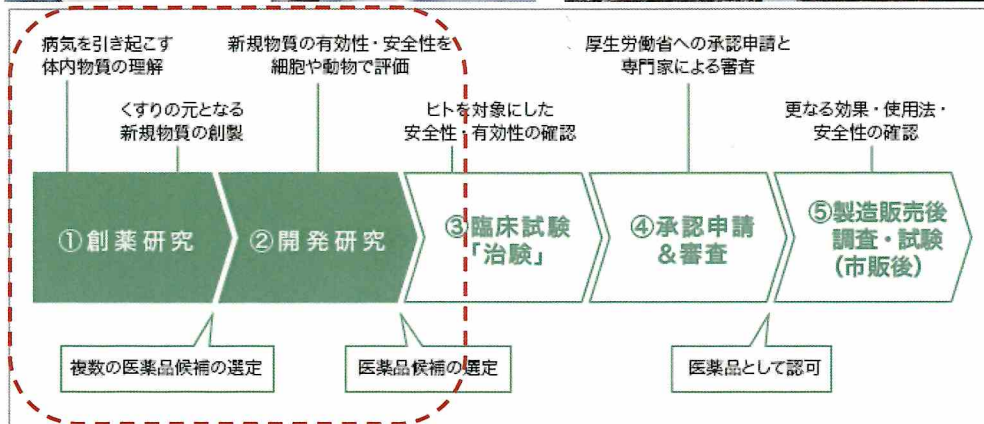 病気を引き起こす
体内物質の理解
新規物質の有効性・安全性を
細胞や動物で評価
厚生労働省への承認申請と
専門家による審査
くすりの元となる
新規物質の創製
ヒトを対象にした
安全性・有効性の確認
更なる効果・使用法・
安全性の確認
①創薬研究
②開発研究
③臨床試験
「治験」
④承認申請
&審査
⑤製造販売後
調査・試験
(市販後)
複数の医薬品候補の選定
医薬品候補の選定
医薬品として認可